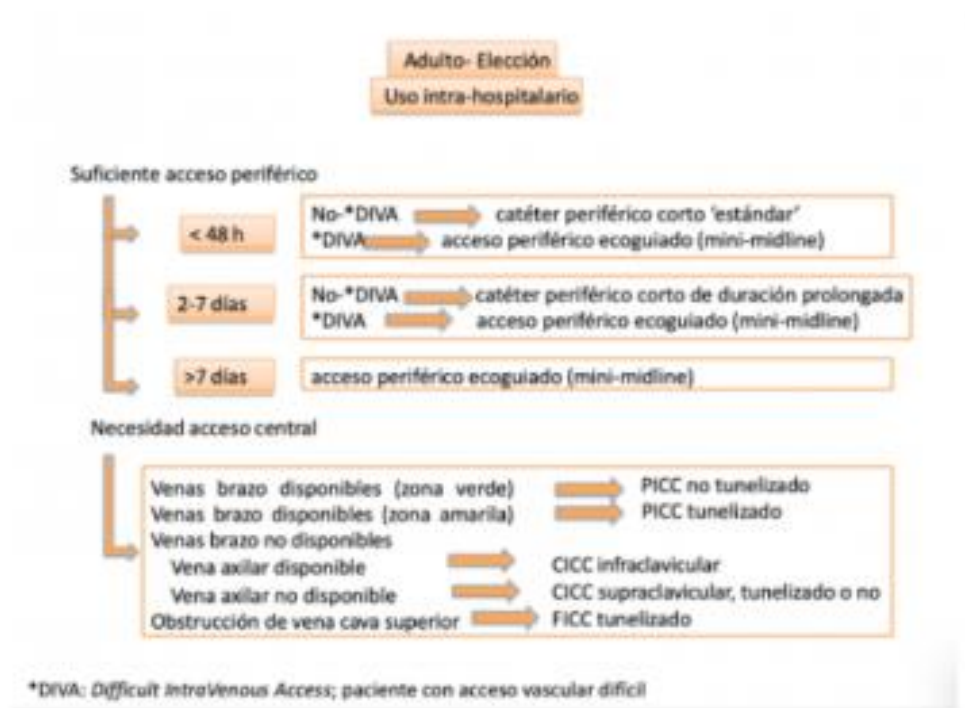 Adulto- Elección
Uso intra-hospitalario
Suficiente acceso periférico
< 48 h
No-*DIVA catéter periférico corto ‘estándar’
*DIVA acceso periférico ecoguiado (mini-midline)
2-7 días
No-*DIVA catéter periférico corto de duración prolongada
*DIVA acceso periférico ecoguiado (mini-midline)
>7 días
acceso periférico ecoguiado (mini-midline)
Necesidad acceso central
Venas brazo disponibles (zona verde) PICC no tunelizado
Venas brazo disponibles (zona amarila) PICC tunelizado
Venas brazo no disponibles
Vena axilar disponible CICC infraclavicular
Vena axilar no disponible CICC supraclavicular, tunelizado o no
Obstrucción de vena cava superior FICC tunelizado
*DIVA: Difficult IntraVenous Access; paciente con acceso vascular difícil